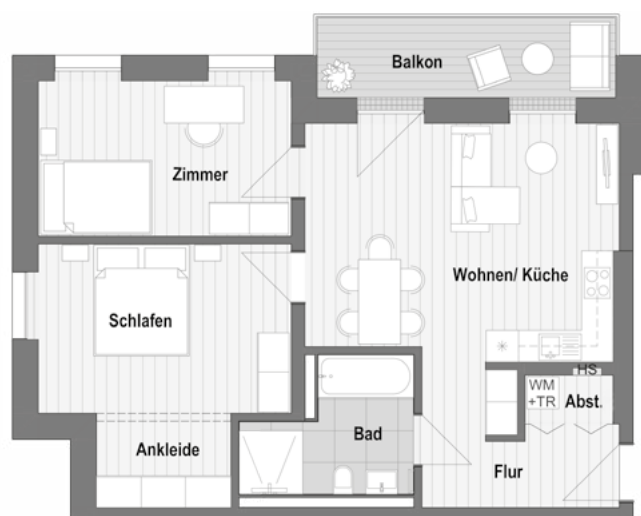 Balkon
Zimmer
Wohnen/ Küche
Schlafen
HS
WM
+TR
Abst.
Bad
Ankleide
Flur